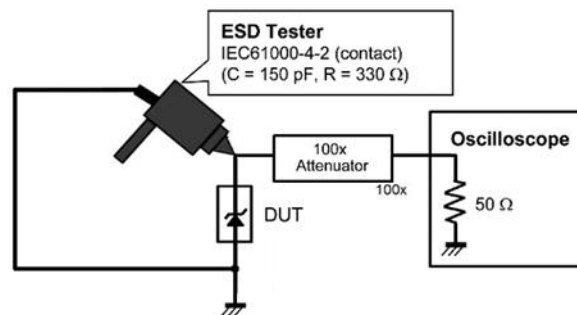 ESD Tester
IEC61000-4-2 (contact)
(C = 150 pF, R = 330 Ω)
100x
Attenuator
100x
Oscilloscope
50 Ω
DUT